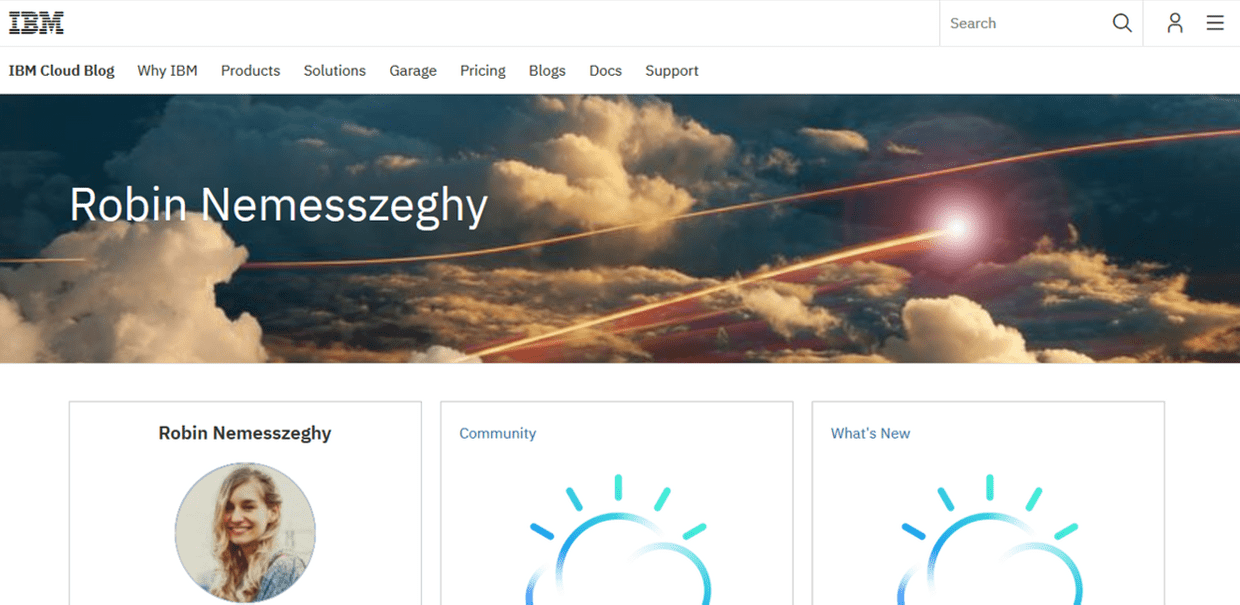 IBM
Search
IBM Cloud Blog Why IBM Products Solutions Garage Pricing Blogs Docs Support
Robin Nemesszeghy
Robin Nemesszeghy
Community
What's New